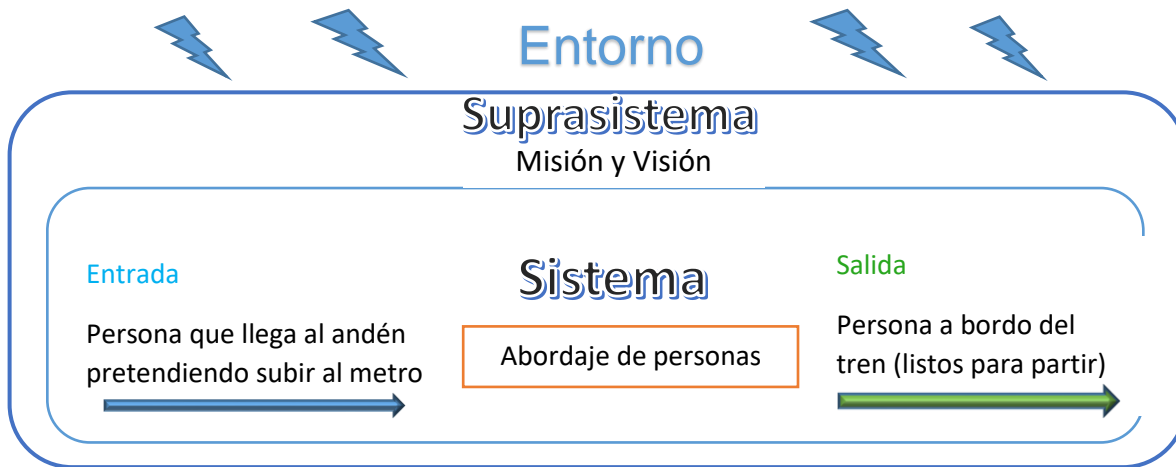 Entorno
Suprasistema
Misión y Visión
Entrada
Persona que llega al andén
pretendiendo subir al metro
Sistema
Abordaje de personas
Salida
Persona a bordo del
tren (listos para partir)